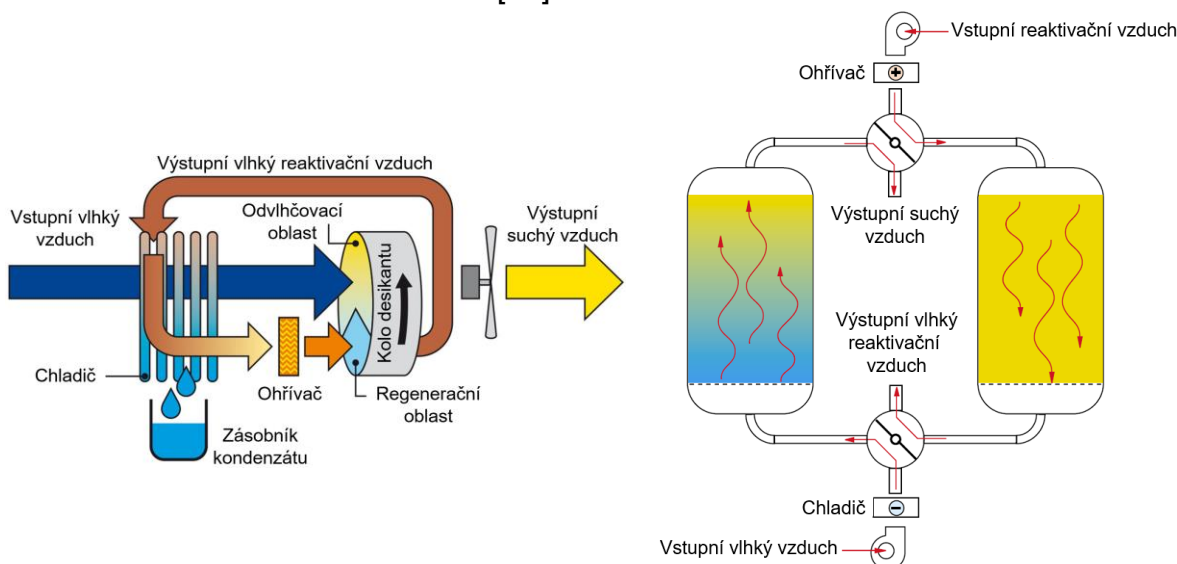 Výstupní vlhký reaktivační vzduch
Vstupní vlhký
vzduch
Odvlhčovací
oblast
Výstupní
suchý vzduch
Kolo desikantu
Chladič
Ohřívač
Regenerační
oblast
Zásobník
kondenzátu
Vstupní reaktivační vzduch
Ohřívač
Výstupní suchý
vzduch
Výstupní vlhký
reaktivační
vzduch
Chladič
Vstupní vlhký vzduch